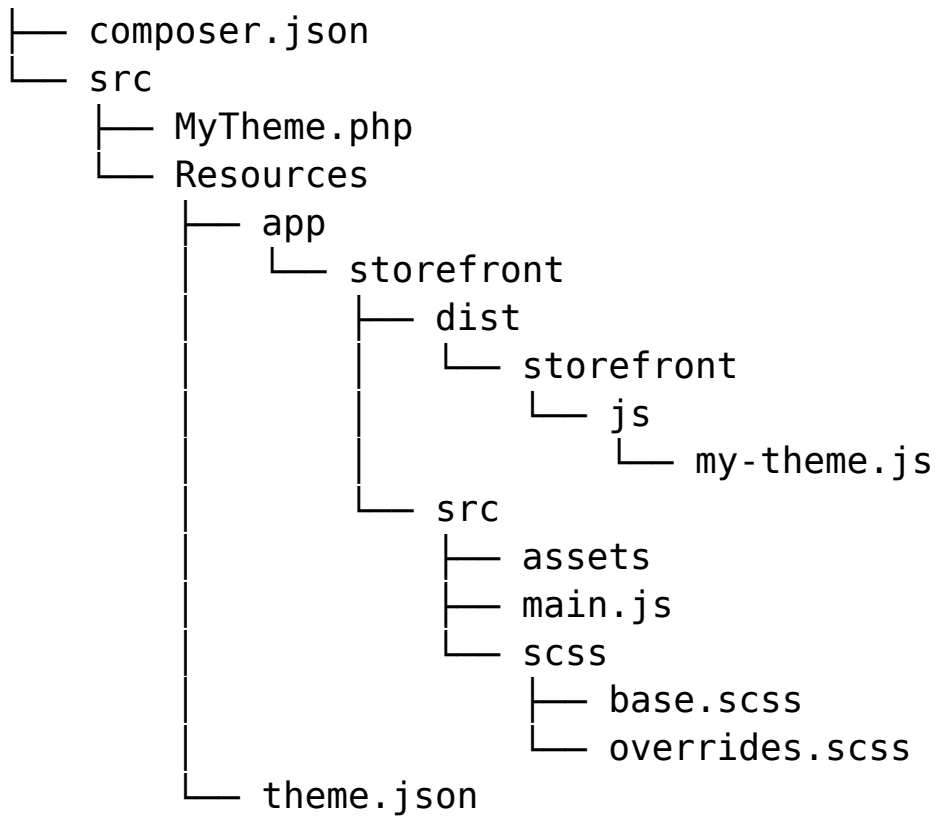 ├── composer.json
└── src
    ├── MyTheme.php
    └── Resources
        ├── app
        │   └── storefront
        │       ├── dist
        │       │   └── storefront
        │       │       └── js
        │       │           └── my-theme.js
        │       └── src
        │           ├── assets
        │           ├── main.js
        │           └── scss
        │               ├── base.scss
        │               └── overrides.scss
        └── theme.json